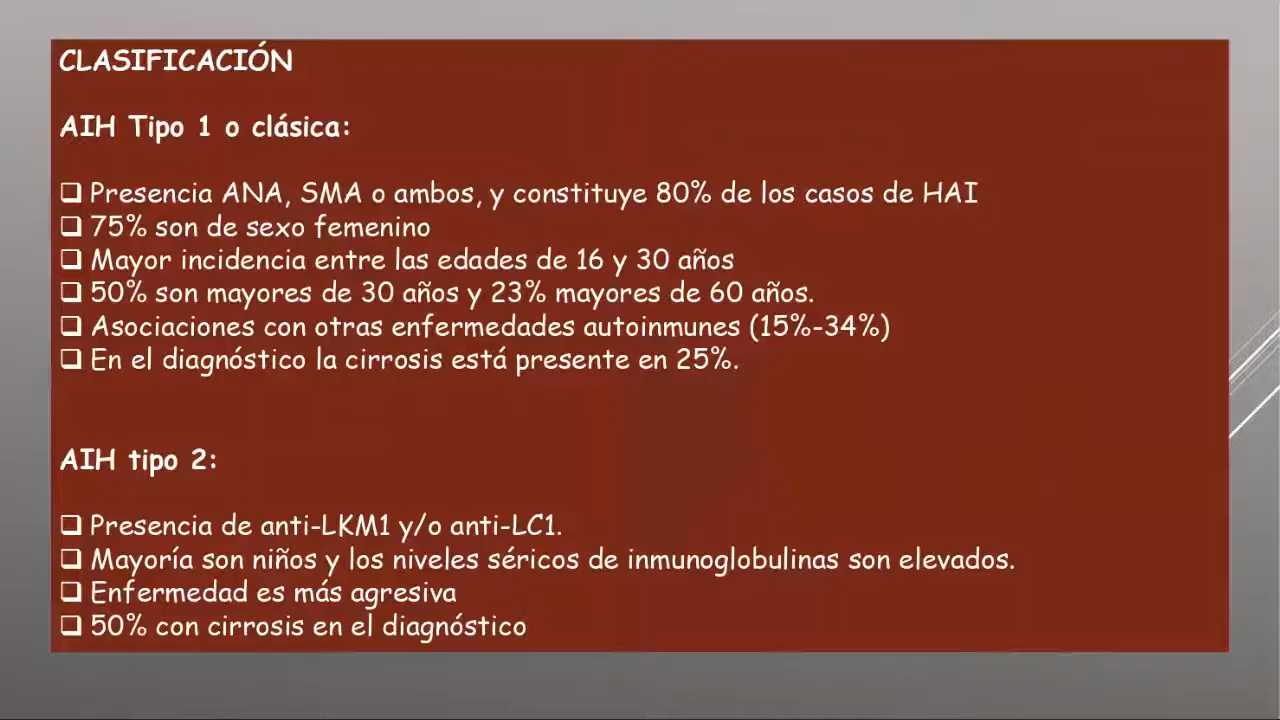 CLASIFICACIÓN
AIH Tipo 1 o clásica:
❑ Presencia ANA, SMA o ambos, y constituye 80% de los casos de HAI
❑ 75% son de sexo femenino
❑ Mayor incidencia entre las edades de 16 y 30 años
❑ 50% son mayores de 30 años y 23% mayores de 60 años.
❑ Asociaciones con otras enfermedades autoinmunes (15%-34%)
❑ En el diagnóstico la cirrosis está presente en 25%.
AIH tipo 2:
❑ Presencia de anti-LKM1 y/o anti-LC1.
❑ Mayoría son niños y los niveles séricos de inmunoglobulinas son elevados.
❑ Enfermedad es más agresiva
❑ 50% con cirrosis en el diagnóstico